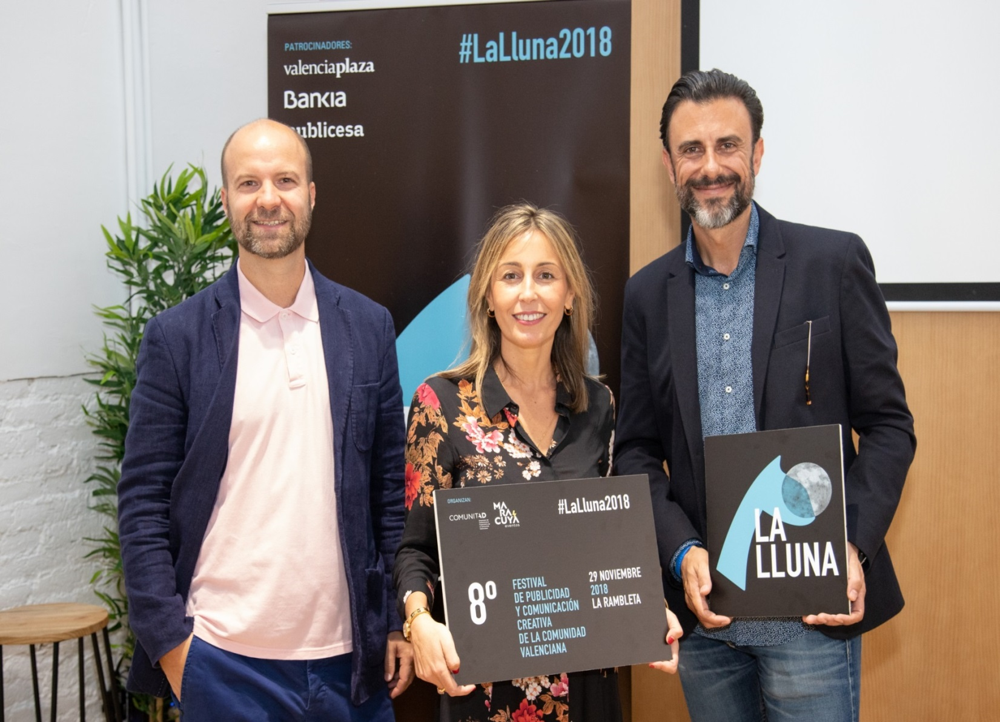 PATROCINADORES:
valenciaplaza
Bankia
ublicesa
#LaLluna2018
ORGANIZAN:
COMUNITAD
MA
RA
CUYA
eventos
#LaLluna2018
8º
FESTIVAL
DE PUBLICIDAD
Y COMUNICACIÓN
CREATIVA
DE LA COMUNIDAD
VALENCIANA
29 NOVIEMBRE
2018
LA RAMBLETA
LA
LLUNA